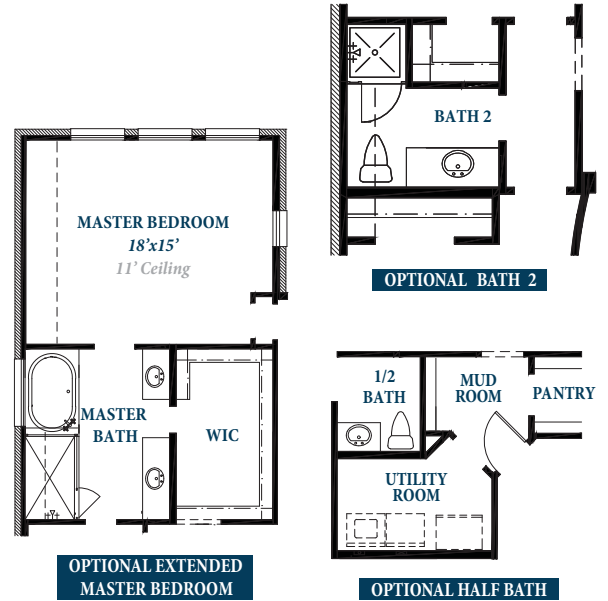 BATH 2
OPTIONAL BATH 2
MASTER BEDROOM
18'x15'
11' Ceiling
MASTER
BATH
WIC
OPTIONAL EXTENDED
MASTER BEDROOM
1/2
BATH
MUD
ROOM
PANTRY
UTILITY
ROOM
OPTIONAL HALF BATH